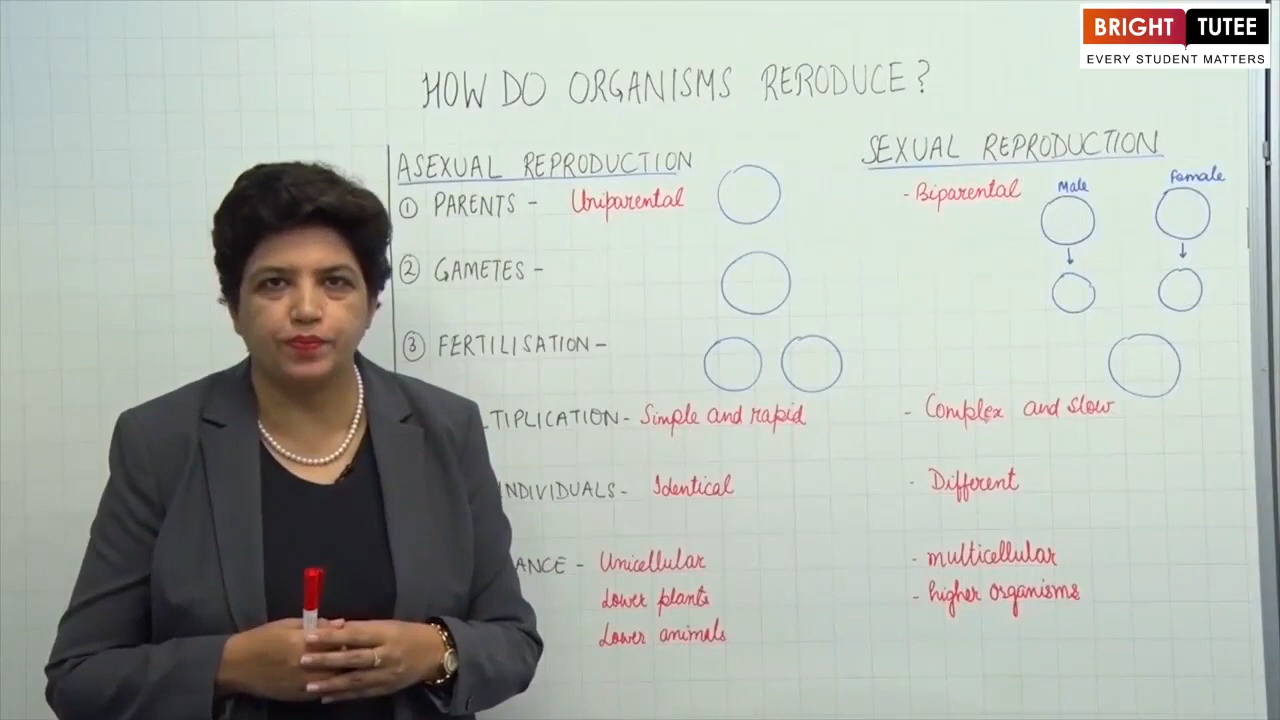 BRIGHT TUTEE
EVERY STUDENT MATTERS
HOW DO ORGANISMS RERODUCE?
ASEXUAL REPRODUCTION
SEXUAL REPRODUCTION
① PARENTS - Uniparental
- Biparental
Male
Female
② GAMETES -
③ FERTILISATION -
TIPLICATION - Simple and rapid
- Complex and slow
INDIVIDUALS - Identical
- Different
ANCE - Unicellular
- multicellular
Lower plants
- higher organisms
Lower animals